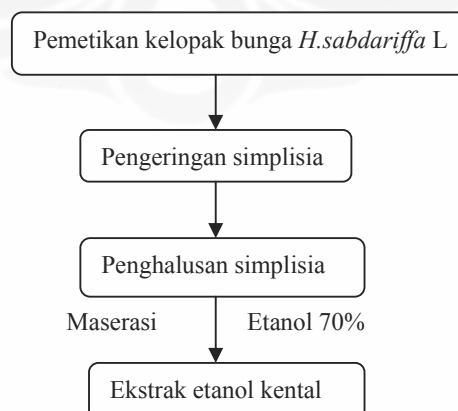 Pemetikan kelopak bunga H.sabdariffa L
Pengeringan simplisia
Penghalusan simplisia
Maserasi Etanol 70%
Ekstrak etanol kental